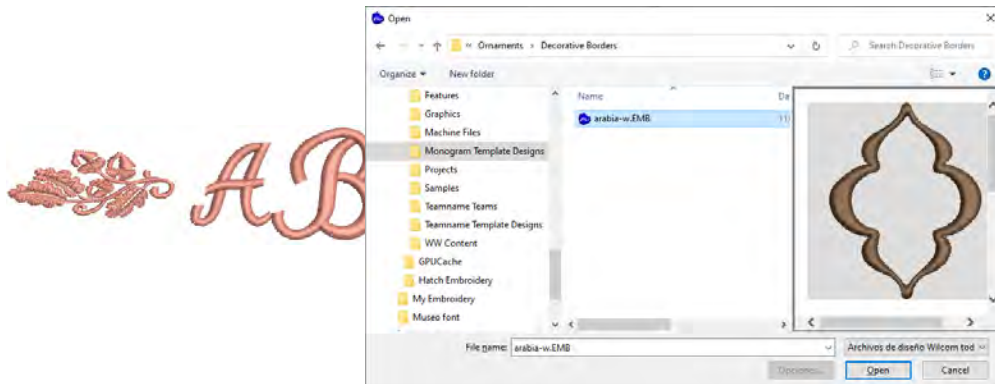 AB
Open
« Ornaments > Decorative Borders
Search Decorative Borders
Organize
New folder
Features
Graphics
Machine Files
Monogram Template Designs
Projects
Samples
Teamname Teams
Teamname Template Designs
WW Content
GPUCache
Hatch Embroidery
My Embroidery
Museo font
Name
Da
arabia-w.EMB
File name: arabia-w.EMB
Archivos de diseño Wilcom tod
Opciones...
Open
Cancel